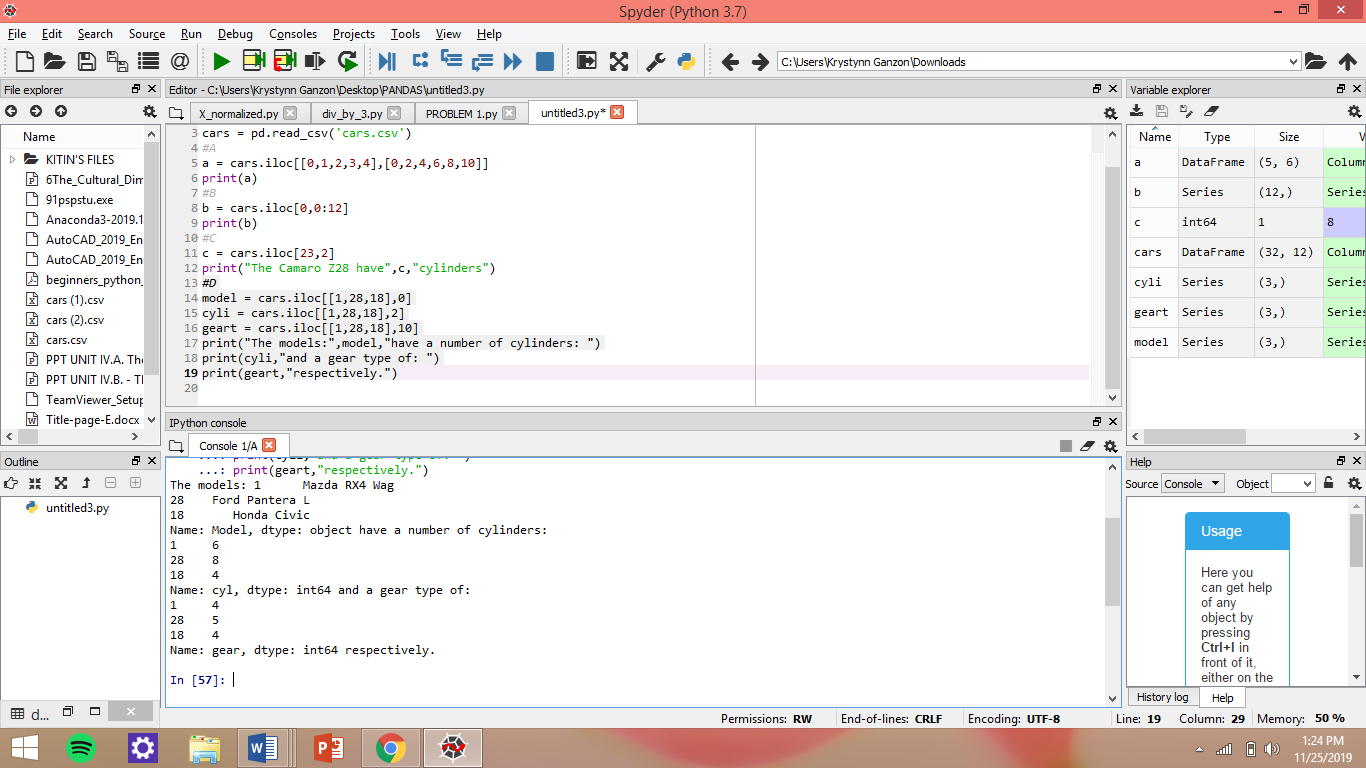 Spyder (Python 3.7)
File Edit Search Source Run Debug Consoles Projects Tools View Help
C:\Users\Krystynn Ganzon\Downloads
File explorer
Name
KITIN'S FILES
6The_Cultural_Dim
91pspstu.exe
Anaconda3-2019.1
AutoCAD_2019_En
AutoCAD_2019_En
beginners_python_
cars (1).csv
cars (2).csv
cars.csv
PPT UNIT IV.A. The
PPT UNIT IV.B. - Tl
TeamViewer_Setup
Title-page-E.docx
Outline
untitled3.py
d...
Editor - C:\Users\Krystynn Ganzon\Desktop\PANDAS\untitled3.py
X_normalized.py div_by_3.py PROBLEM 1.py untitled3.py*
3 cars = pd.read_csv('cars.csv')
4 #A
5 a = cars.iloc[[0,1,2,3,4],[0,2,4,6,8,10]]
6 print(a)
7 #B
8 b = cars.iloc[0,0:12]
9 print(b)
10 #C
11 c = cars.iloc[23,2]
12 print("The Camaro Z28 have",c,"cylinders")
13 #D
14 model = cars.iloc[[1,28,18],0]
15 cyli = cars.iloc[[1,28,18],2]
16 geart = cars.iloc[[1,28,18],10]
17 print("The models:",model,"have a number of cylinders: ")
18 print(cyli,"and a gear type of: ")
19 print(geart,"respectively.")
20
IPython console
Console 1/A
...: print(geart,"respectively.")
The models: 1 Mazda RX4 Wag
28 Ford Pantera L
18 Honda Civic
Name: Model, dtype: object have a number of cylinders:
1 6
28 8
18 4
Name: cyl, dtype: int64 and a gear type of:
1 4
28 5
18 4
Name: gear, dtype: int64 respectively.
In [57]:
Variable explorer
Name Type Size V
a DataFrame (5, 6) Column
b Series (12,) Series
c int64 1 8
cars DataFrame (32, 12) Column
cyli Series (3,) Series
geart Series (3,) Series
model Series (3,) Series
Help
Source Console Object
Usage
Here you
can get help
of any
object by
pressing
Ctrl+I in
front of it,
either on the
History log Help
Permissions: RW End-of-lines: CRLF Encoding: UTF-8 Line: 19 Column: 29 Memory: 50 %
1:24 PM
11/25/2019